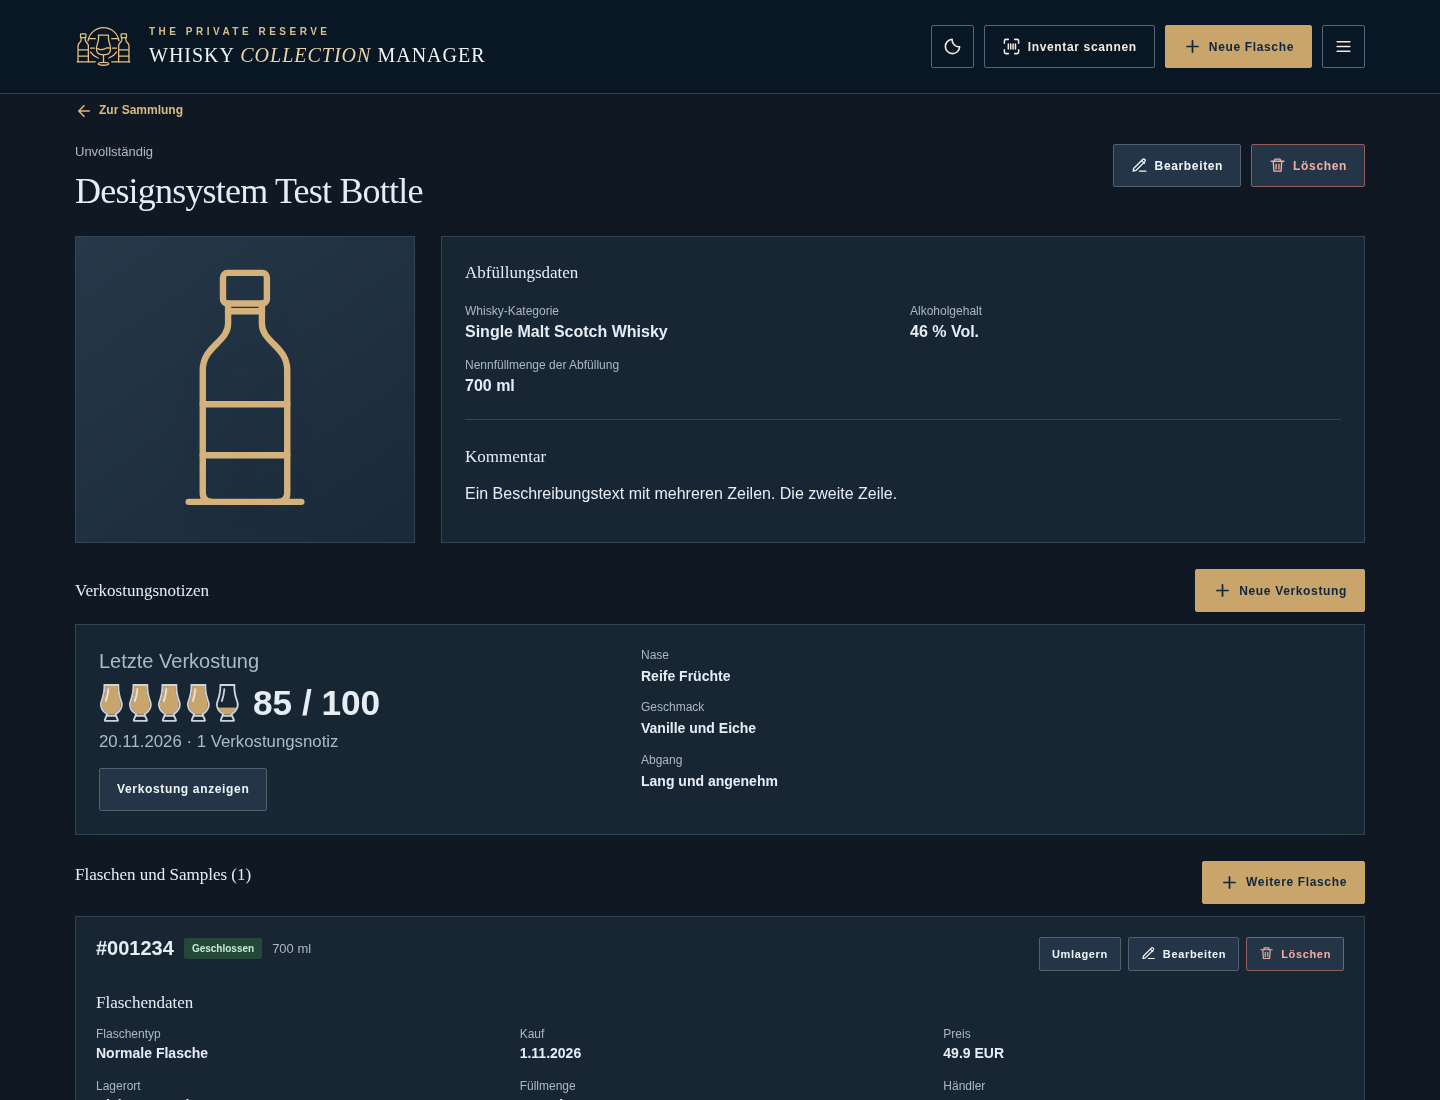 THE PRIVATE RESERVE
WHISKY COLLECTION MANAGER
Inventar scannen
Neue Flasche
Zur Sammlung
Unvollständig
Designsystem Test Bottle
Bearbeiten
Löschen
Abfüllungsdaten
Whisky-Kategorie
Single Malt Scotch Whisky
Alkoholgehalt
46 % Vol.
Nennfüllmenge der Abfüllung
700 ml
Kommentar
Ein Beschreibungstext mit mehreren Zeilen. Die zweite Zeile.
Verkostungsnotizen
Neue Verkostung
Letzte Verkostung
85 / 100
20.11.2026 · 1 Verkostungsnotiz
Verkostung anzeigen
Nase
Reife Früchte
Geschmack
Vanille und Eiche
Abgang
Lang und angenehm
Flaschen und Samples (1)
Weitere Flasche
#001234
Geschlossen
700 ml
Umlagern
Bearbeiten
Löschen
Flaschendaten
Flaschentyp
Normale Flasche
Kauf
1.11.2026
Preis
49.9 EUR
Lagerort
Füllmenge
Händler